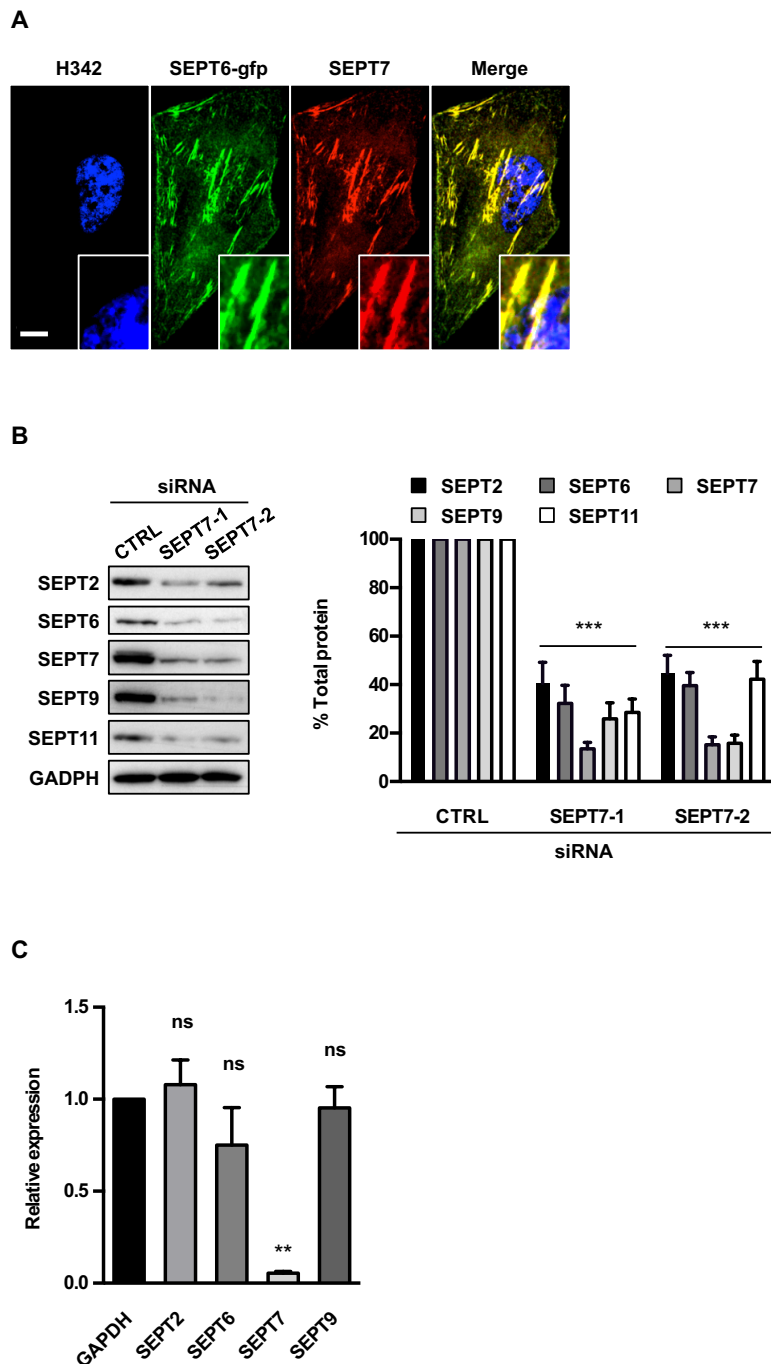 A
H342 SEPT6-gfp SEPT7 Merge
B
siRNA
CTRL SEPT7-1 SEPT7-2
SEPT2
SEPT6
SEPT7
SEPT9
SEPT11
GADPH
SEPT2 SEPT6 SEPT7
SEPT9 SEPT11
% Total protein
100
80
60
40
20
0
*** ***
CTRL SEPT7-1 SEPT7-2
siRNA
C
Relative expression
1.5
1.0
0.5
0.0
ns ns ** ns
GAPDH SEPT2 SEPT6 SEPT7 SEPT9